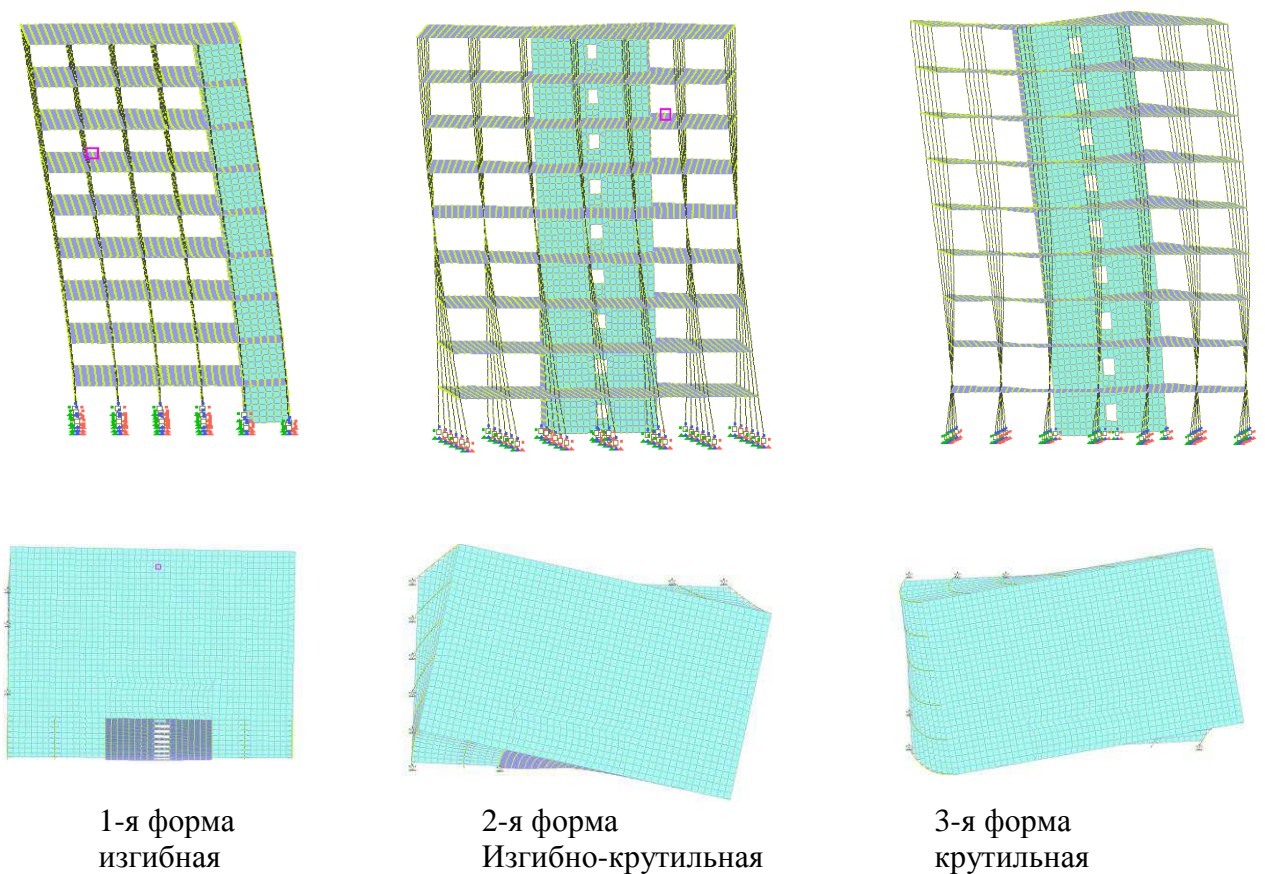 1-я форма
изгибная
2-я форма
Изгибно-крутильная
3-я форма
крутильная